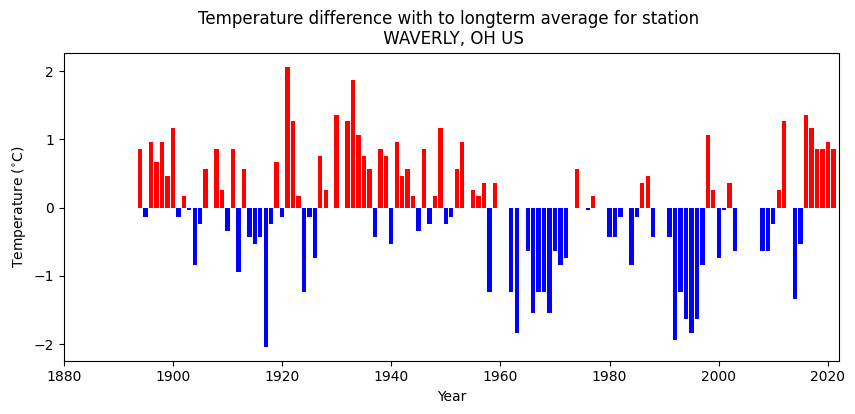 Temperature difference with to longterm average for station
WAVERLY, OH US
Temperature (°C)
2
1
0
−1
−2
1880 1900 1920 1940 1960 1980 2000 2020
Year